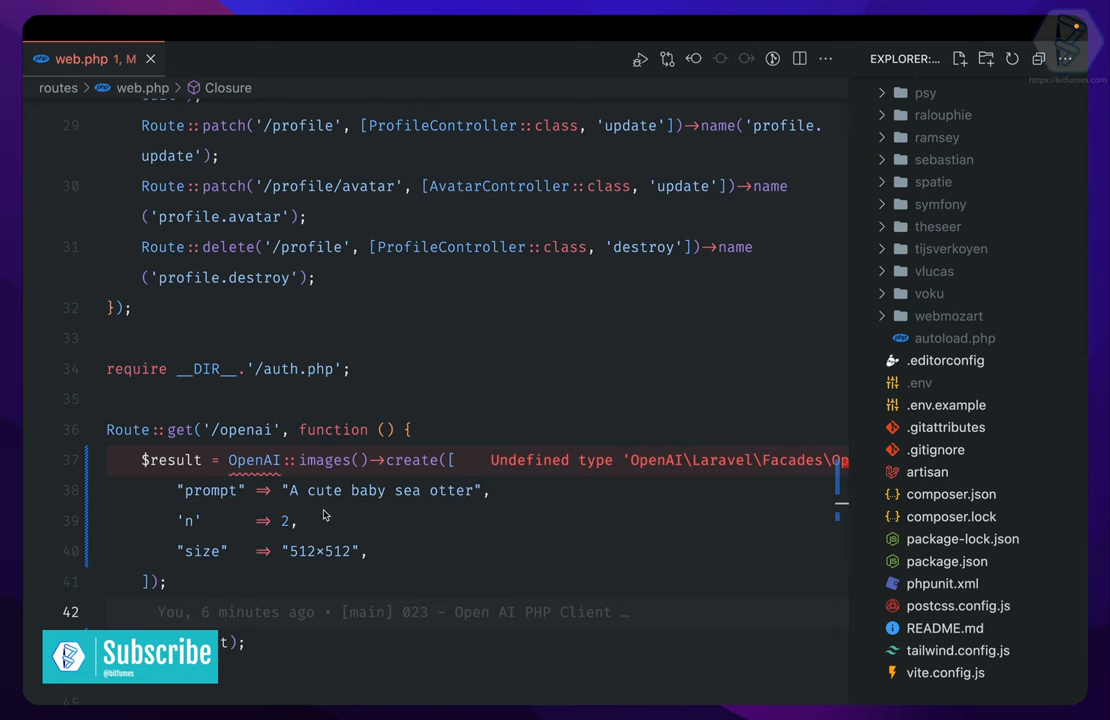 web.php 1, M
EXPLORER:...
https://bitfumes.com
routes > web.php > Closure
29 Route::patch('/profile', [ProfileController::class, 'update'])->name('profile.
update');
30 Route::patch('/profile/avatar', [AvatarController::class, 'update'])->name
('profile.avatar');
31 Route::delete('/profile', [ProfileController::class, 'destroy'])->name
('profile.destroy');
32 });
33
34 require __DIR__.'/auth.php';
35
36 Route::get('/openai', function () {
37 $result = OpenAI::images()->create([ Undefined type 'OpenAI\Laravel\Facades\Op
38 "prompt" => "A cute baby sea otter",
39 'n' => 2,
40 "size" => "512x512",
41 ]);
42 You, 6 minutes ago • [main] 023 – Open AI PHP Client …
t);
45
Subscribe
@bitfumes
psy
ralouphie
ramsey
sebastian
spatie
symfony
theseer
tijsverkoyen
vlucas
voku
webmozart
autoload.php
.editorconfig
.env
.env.example
.gitattributes
.gitignore
artisan
composer.json
composer.lock
package-lock.json
package.json
phpunit.xml
postcss.config.js
README.md
tailwind.config.js
vite.config.js